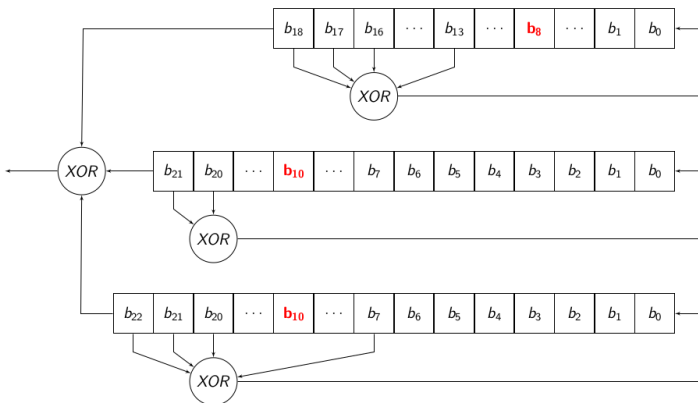 b18 b17 b16 ... b13 ... b8 ... b1 b0
XOR
XOR
b21 b20 ... b10 ... b7 b6 b5 b4 b3 b2 b1 b0
XOR
b22 b21 b20 ... b10 ... b7 b6 b5 b4 b3 b2 b1 b0
XOR